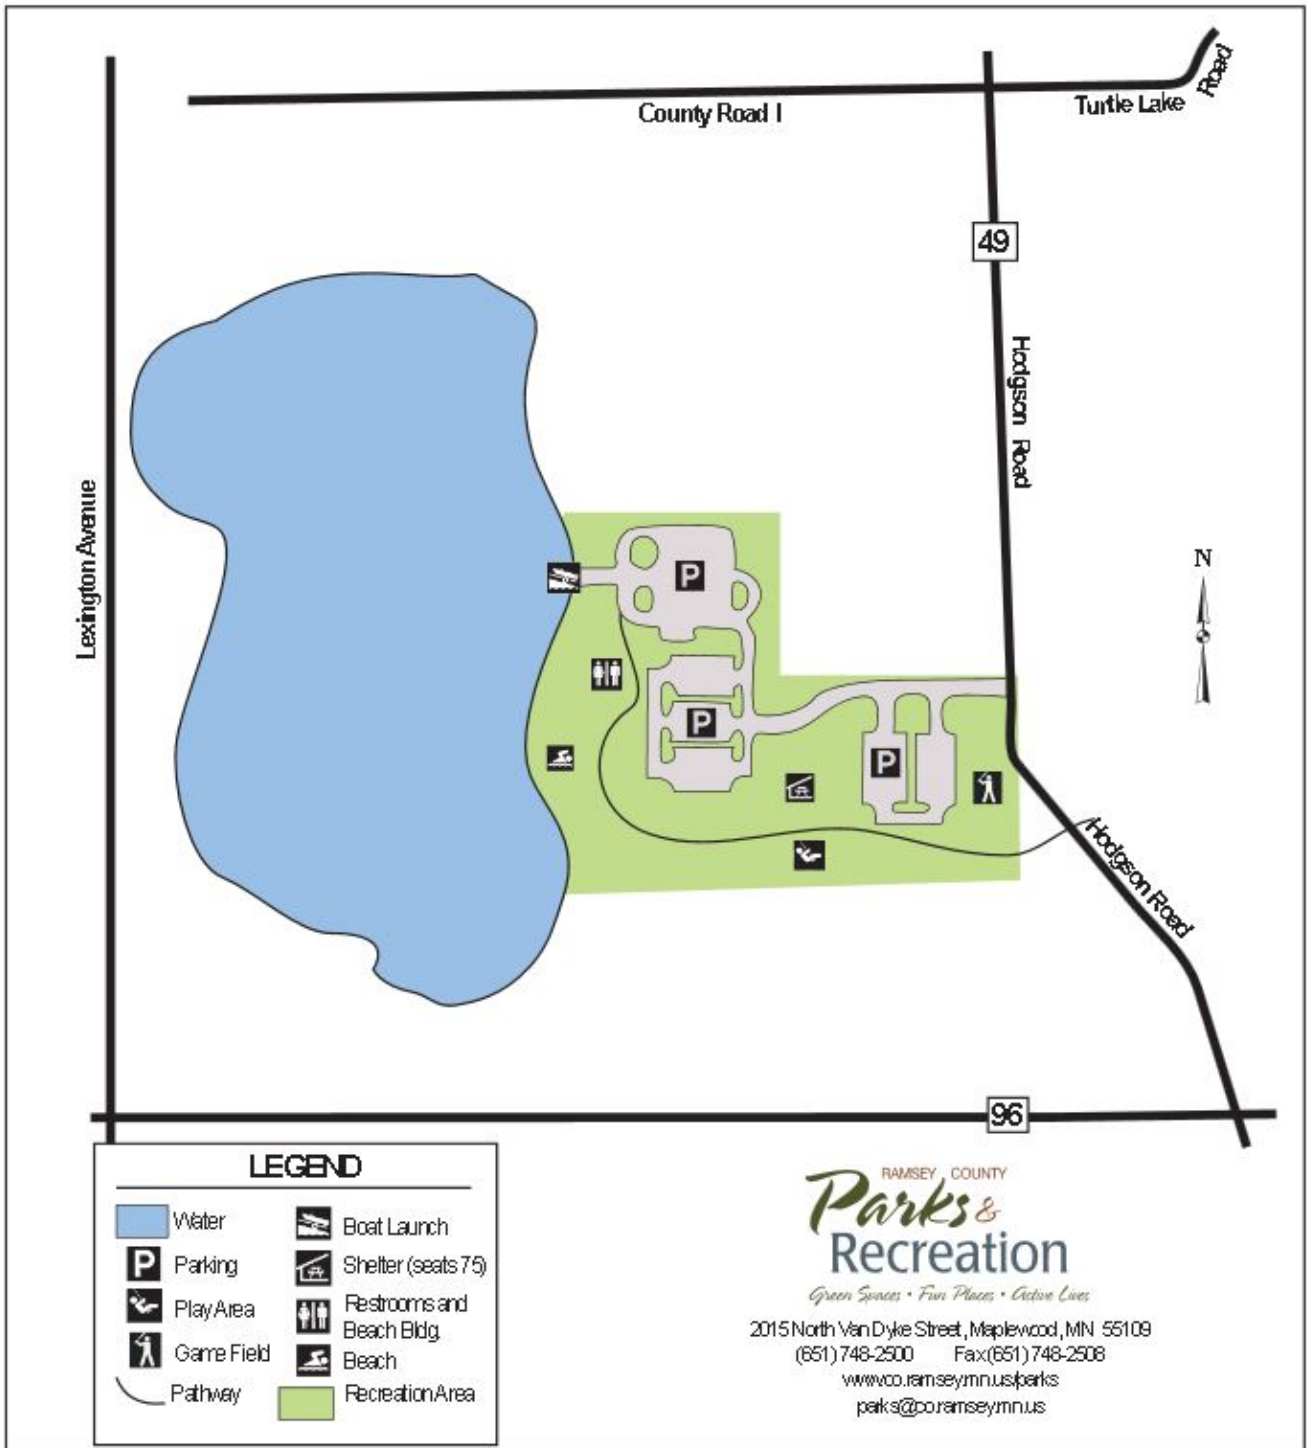 County Road I
Turtle Lake Road
49
Hodgson Road
Lexington Avenue
N
P
P
P
Hodgson Road
96
LEGEND
Water
Parking
Play Area
Game Field
Pathway
Boat Launch
Shelter (seats 75)
Restrooms and
Beach Bldg.
Beach
Recreation Area
P
RAMSEY COUNTY
Parks &
Recreation
Green Spaces • Fun Places • Active Lives
2015 North Van Dyke Street, Maplewood, MN 55109
(651) 748-2500 Fax (651) 748-2508
www.co.ramsey.mn.us/parks
parks@co.ramsey.mn.us